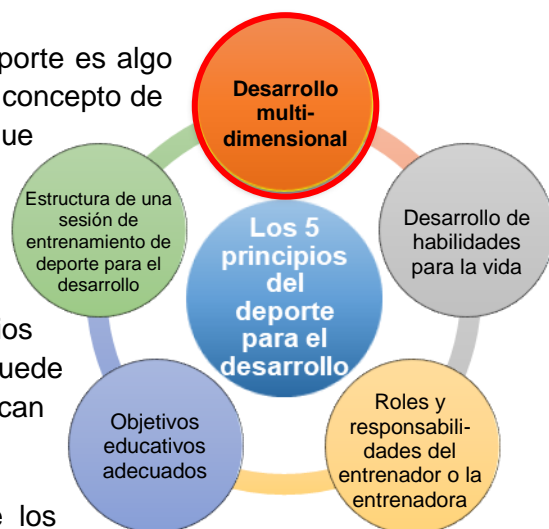 porte es algo
concepto de
ue
ios
uede
can
e los
Desarrollo
multi-
dimensional
Desarrollo de
habilidades
para la vida
Roles y
responsabili-
dades del
entrenador o la
entrenadora
Objetivos
educativos
adecuados
Estructura de una
sesión de
entrenamiento de
deporte para el
desarrollo
Los 5
principios
del
deporte
para el
desarrollo